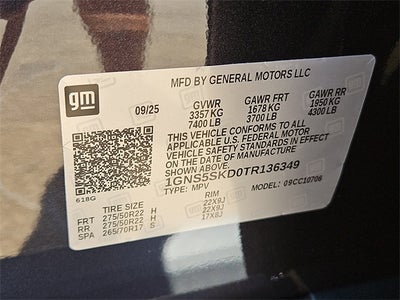 gm
MFD BY GENERAL MOTORS LLC
09/25 GVWR GAWR FRT GAWR RR
3357 KG 1678 KG 1950 KG
7400 LB 3700 LB 4300 LB
THIS VEHICLE CONFORMS TO ALL
APPLICABLE U.S. FEDERAL MOTOR
VEHICLE SAFETY STANDARDS IN EFFECT
ON THE DATE OF MANUFACTURE
SHOWN ABOVE.
1GNS5SKD0TR136349
TYPE: MPV MODEL: 09CC10706
618G
TIRE SIZE RIM
FRT 275/50R22 H 22X9J
RR 275/50R22 H 22X9J
SPA 265/70R17 S 17X8J